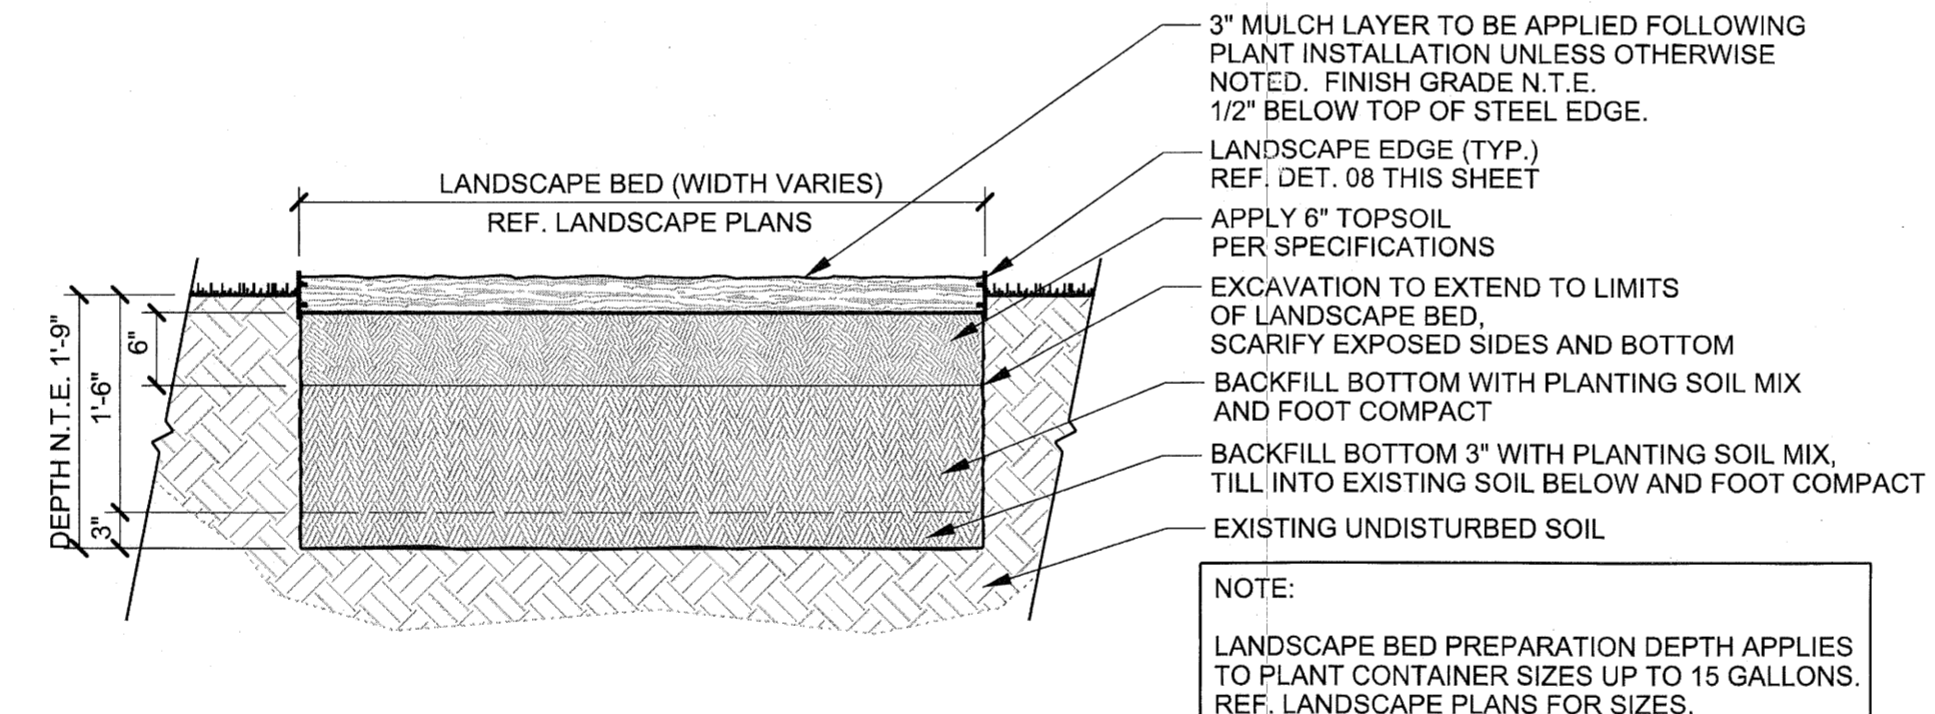 3" MULCH LAYER TO BE APPLIED FOLLOWING
PLANT INSTALLATION UNLESS OTHERWISE
NOTED. FINISH GRADE N.T.E.
1/2" BELOW TOP OF STEEL EDGE.
LANDSCAPE EDGE (TYP.)
REF. DET. 08 THIS SHEET
LANDSCAPE BED (WIDTH VARIES)
REF. LANDSCAPE PLANS
APPLY 6" TOPSOIL
PER SPECIFICATIONS
EXCAVATION TO EXTEND TO LIMITS
OF LANDSCAPE BED,
SCARIFY EXPOSED SIDES AND BOTTOM
BACKFILL BOTTOM WITH PLANTING SOIL MIX
AND FOOT COMPACT
BACKFILL BOTTOM 3" WITH PLANTING SOIL MIX,
TILL INTO EXISTING SOIL BELOW AND FOOT COMPACT
EXISTING UNDISTURBED SOIL
DEPTH N.T.E. 1'-9"
1'-6"
6"
3"
NOTE:
LANDSCAPE BED PREPARATION DEPTH APPLIES
TO PLANT CONTAINER SIZES UP TO 15 GALLONS.
REF. LANDSCAPE PLANS FOR SIZES.